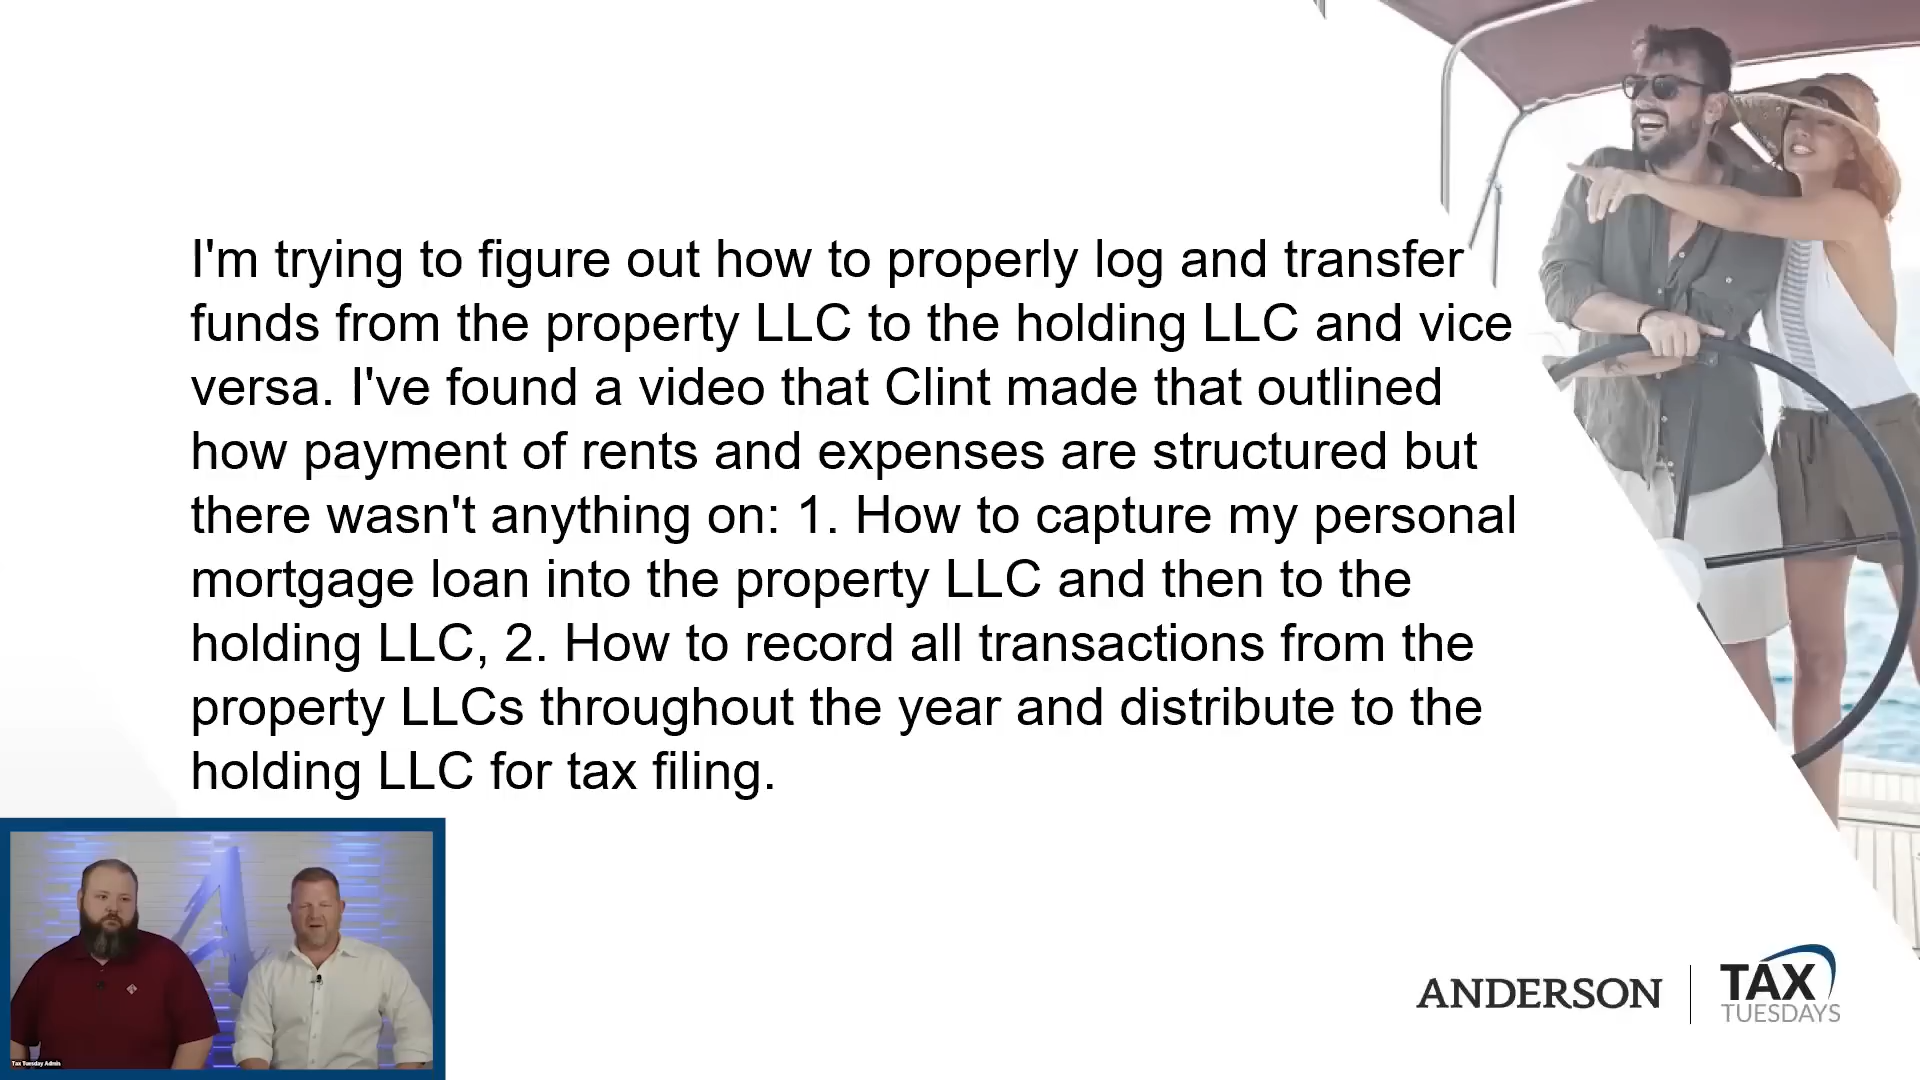 I'm trying to figure out how to properly log and transfer
funds from the property LLC to the holding LLC and vice
versa. I've found a video that Clint made that outlined
how payment of rents and expenses are structured but
there wasn't anything on: 1. How to capture my personal
mortgage loan into the property LLC and then to the
holding LLC, 2. How to record all transactions from the
property LLCs throughout the year and distribute to the
holding LLC for tax filing.
Tax Tuesday Admin
ANDERSON
TAX
TUESDAYS